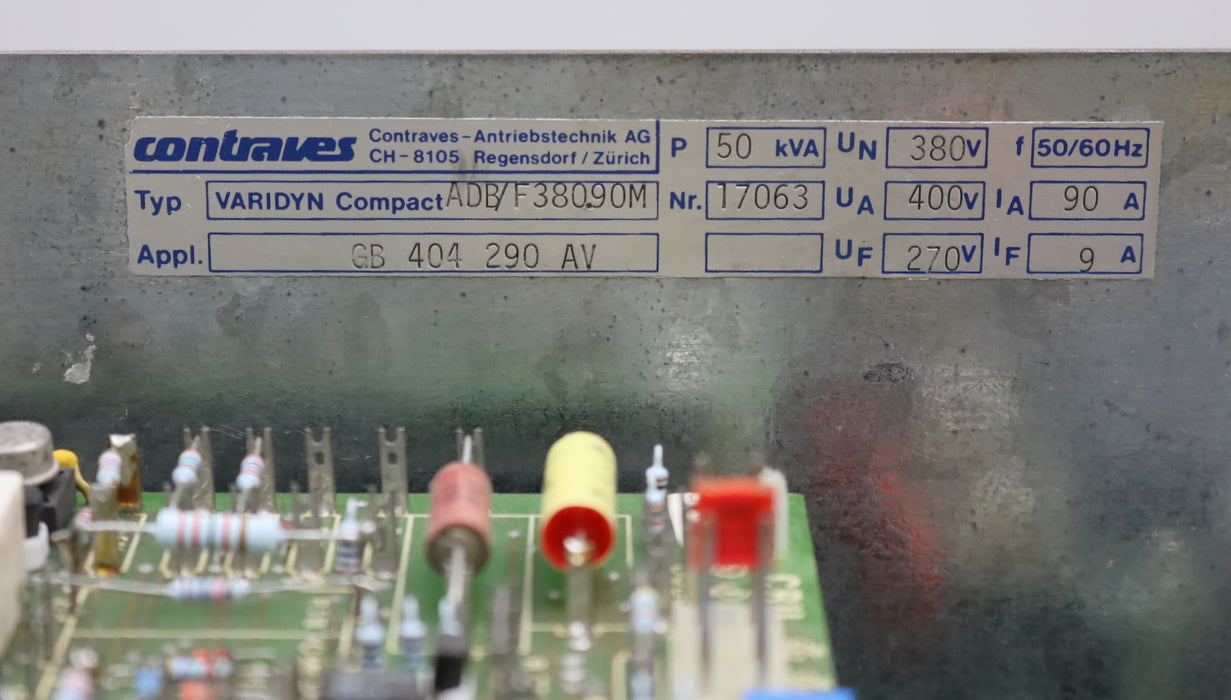 contraves Contraves-Antriebstechnik AG
CH-8105 Regensdorf/Zürich
P 50 kVA UN 380V f 50/60Hz
Typ VARIDYN Compact ADB/F38090M Nr. 17063 UA 400V IA 90 A
Appl. GB 404 290 AV UF 270V IF 9 A